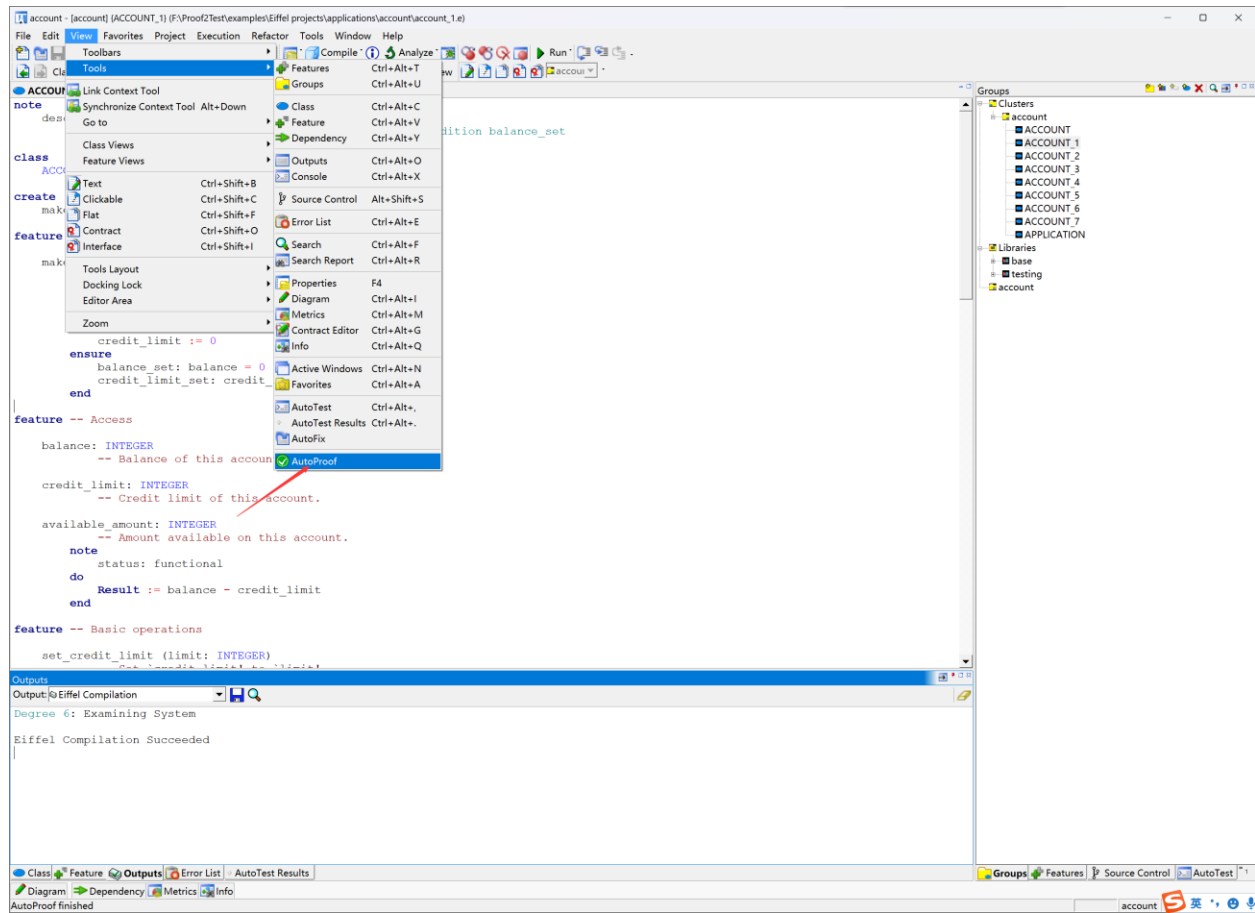 account - [account] (ACCOUNT_1) (F:\Proof2Test\examples\Eiffel projects\applications\account\account_1.e)
File Edit View Favorites Project Execution Refactor Tools Window Help
Compile Analyze Run
accou
Toolbars
Tools
Link Context Tool
Synchronize Context Tool Alt+Down
Go to
Class Views
Feature Views
Text Ctrl+Shift+B
Clickable Ctrl+Shift+C
Flat Ctrl+Shift+F
Contract Ctrl+Shift+O
Interface Ctrl+Shift+I
Tools Layout
Docking Lock
Editor Area
Zoom
Features Ctrl+Alt+T
Groups Ctrl+Alt+U
Class Ctrl+Alt+C
Feature Ctrl+Alt+V
Dependency Ctrl+Alt+Y
Outputs Ctrl+Alt+O
Console Ctrl+Alt+X
Source Control Alt+Shift+S
Error List Ctrl+Alt+E
Search Ctrl+Alt+F
Search Report Ctrl+Alt+R
Properties F4
Diagram Ctrl+Alt+I
Metrics Ctrl+Alt+M
Contract Editor Ctrl+Alt+G
Info Ctrl+Alt+Q
Active Windows Ctrl+Alt+N
Favorites Ctrl+Alt+A
AutoTest Ctrl+Alt+,
AutoTest Results Ctrl+Alt+.
AutoFix
AutoProof
note
dition balance_set
class
create
feature
credit_limit := 0
ensure
balance_set: balance = 0
credit_limit_set: credit_
end
feature -- Access
balance: INTEGER
-- Balance of this accoun
credit_limit: INTEGER
-- Credit limit of this account.
available_amount: INTEGER
-- Amount available on this account.
note
status: functional
do
Result := balance - credit_limit
end
feature -- Basic operations
set_credit_limit (limit: INTEGER)
Outputs
Output: Eiffel Compilation
Degree 6: Examining System
Eiffel Compilation Succeeded
Class Feature Outputs Error List AutoTest Results
Diagram Dependency Metrics Info
AutoProof finished
Groups
Clusters
account
ACCOUNT
ACCOUNT_1
ACCOUNT_2
ACCOUNT_3
ACCOUNT_4
ACCOUNT_5
ACCOUNT_6
ACCOUNT_7
APPLICATION
Libraries
base
testing
account
Groups Features Source Control AutoTest
account
英